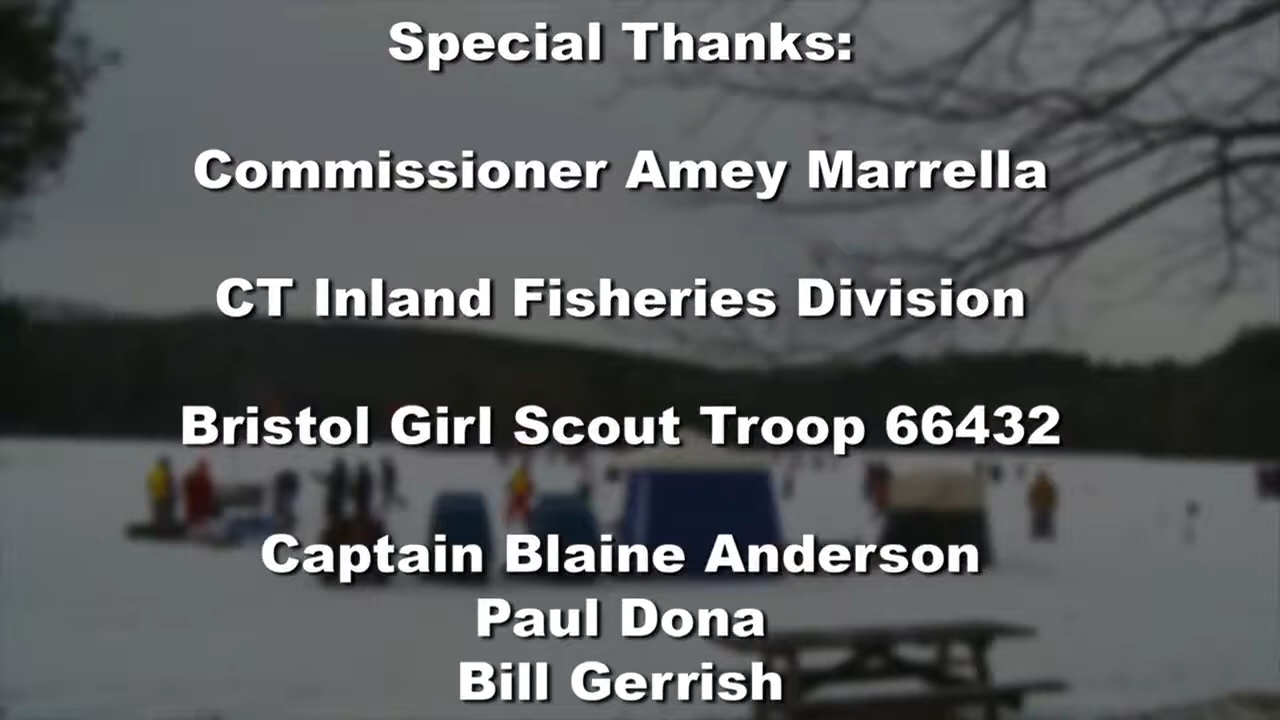 Special Thanks:
Commissioner Amey Marrella
CT Inland Fisheries Division
Bristol Girl Scout Troop 66432
Captain Blaine Anderson
Paul Dona
Bill Gerrish